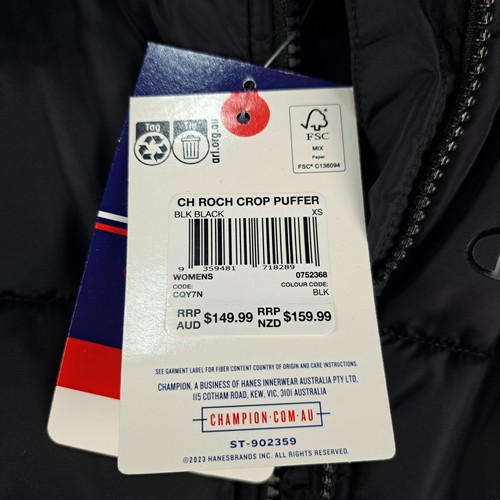 Tag
Tie
arl.org.au
FSC
MIX
Paper
FSC® C136094
CH ROCH CROP PUFFER
BLK BLACK XS
9 359481 718289
WOMENS 0752368
CODE: COLOUR CODE:
CQY7N BLK
RRP AUD $149.99 RRP NZD $159.99
SEE GARMENT LABEL FOR FIBER CONTENT COUNTRY OF ORIGIN AND CARE INSTRUCTIONS.
CHAMPION, A BUSINESS OF HANES INNERWEAR AUSTRALIA PTY LTD,
115 COTHAM ROAD, KEW, VIC, 3101 AUSTRALIA
CHAMPION·COM·AU
ST-902359
©2023 HANESBRANDS INC. ALL RIGHTS RESERVED.